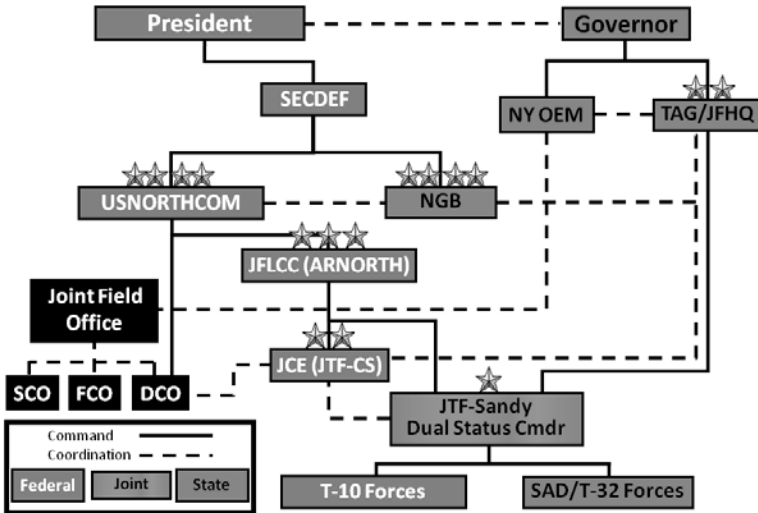 President
Governor
SECDEF
NY OEM
TAG/JFHQ
USNORTHCOM
NGB
JFLCC (ARNORTH)
Joint Field
Office
JCE (JTF-CS)
SCO
FCO
DCO
JTF-Sandy
Dual Status Cmdr
Command
Coordination
Federal
Joint
State
T-10 Forces
SAD/T-32 Forces